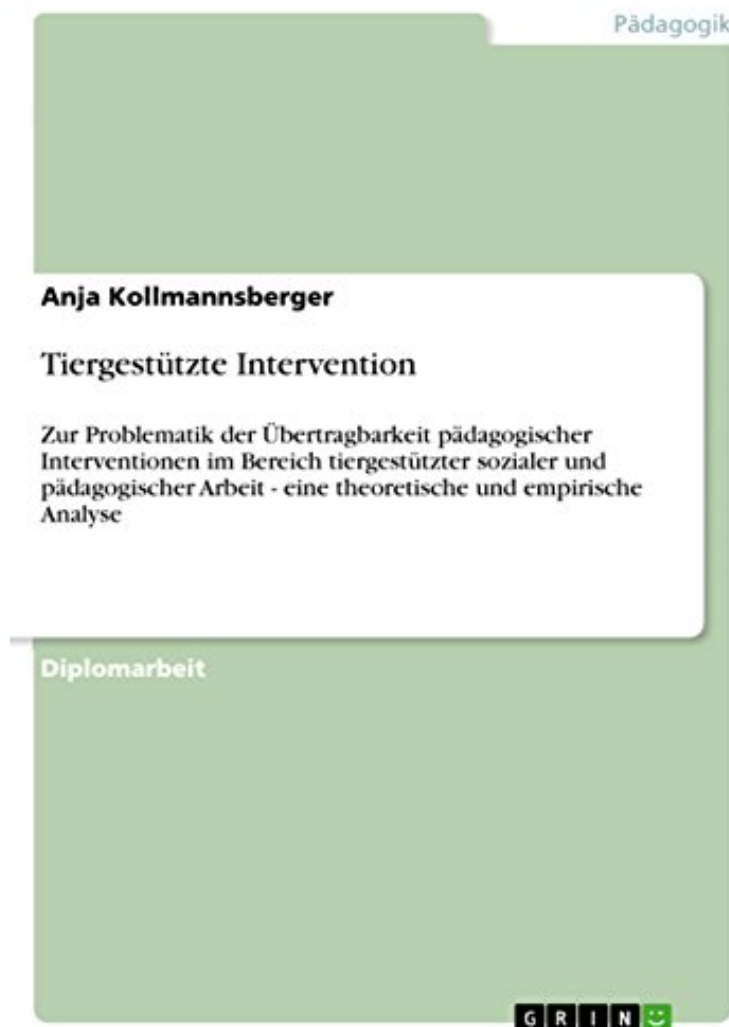 Pädagogik
Anja Kollmannsberger
Tiergestützte Intervention
Zur Problematik der Übertragbarkeit pädagogischer
Interventionen im Bereich tiergestützter sozialer und
pädagogischer Arbeit - eine theoretische und empirische
Analyse
Diplomarbeit
GRIN